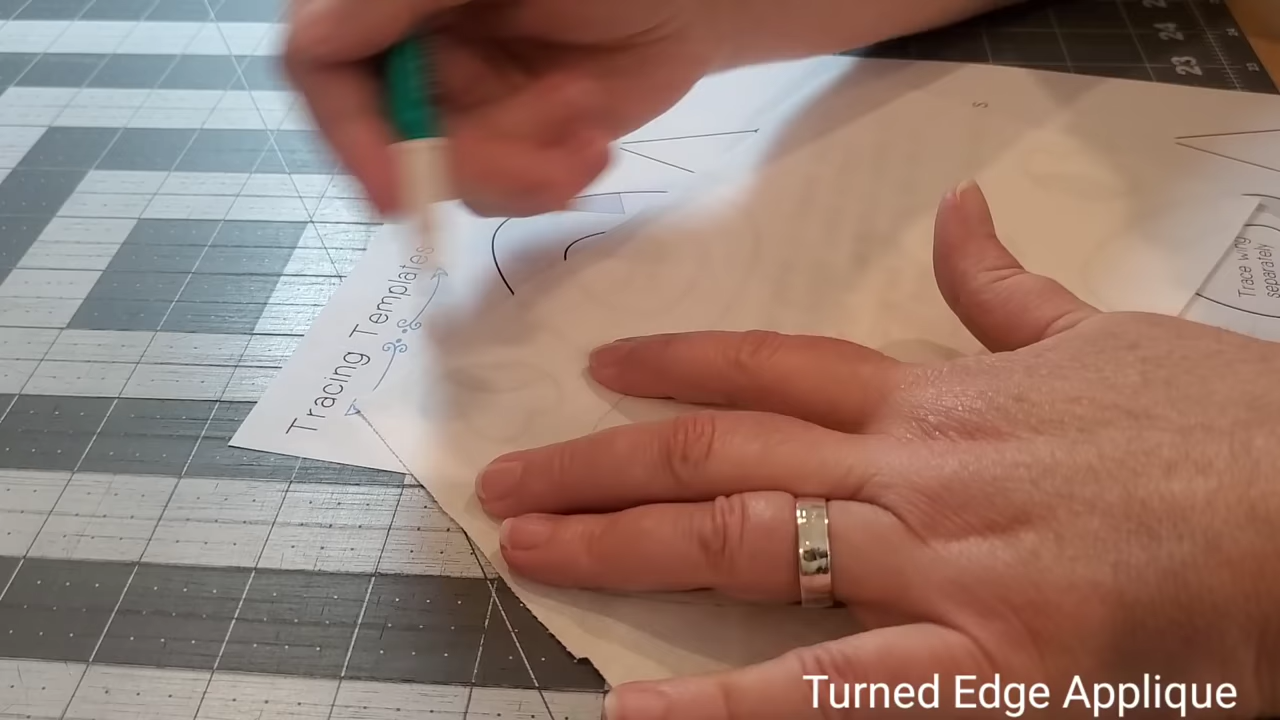 24
23
S
Tracing Templates
Trace wing
separately
Turned Edge Applique